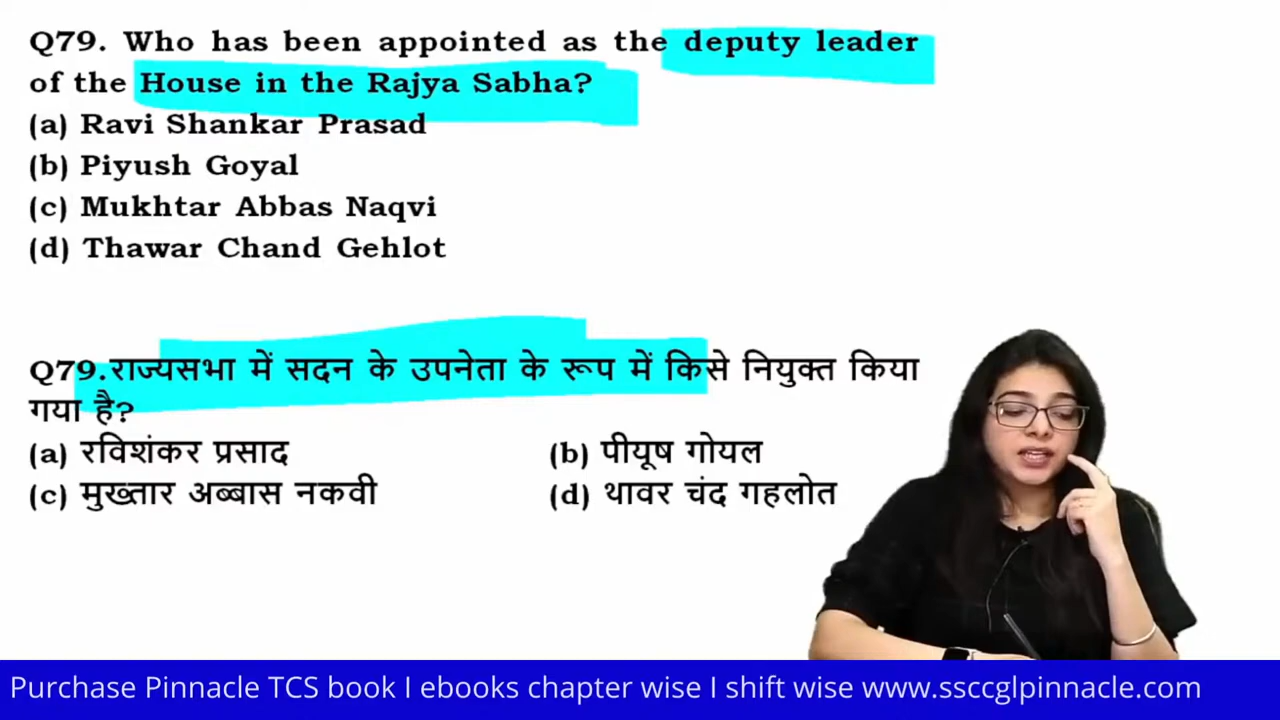 Q79. Who has been appointed as the deputy leader
of the House in the Rajya Sabha?
(a) Ravi Shankar Prasad
(b) Piyush Goyal
(c) Mukhtar Abbas Naqvi
(d) Thawar Chand Gehlot
Q79.राज्यसभा में सदन के उपनेता के रूप में किसे नियुक्त किया
गया है?
(a) रविशंकर प्रसाद (b) पीयूष गोयल
(c) मुख्तार अब्बास नकवी (d) थावर चंद गहलोत
Purchase Pinnacle TCS book I ebooks chapter wise I shift wise www.ssccglpinnacle.com